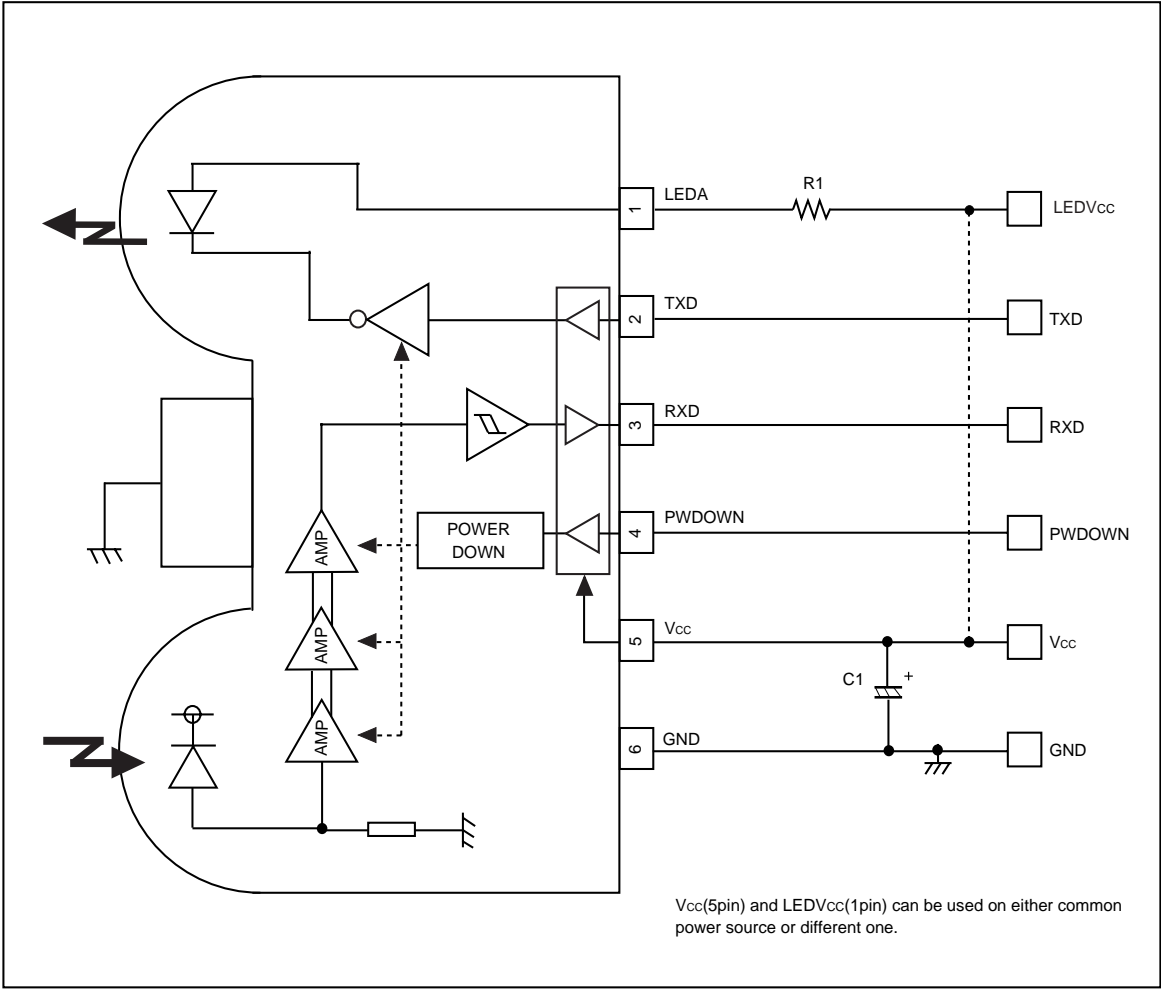 R1
LEDA
LEDVCC
1
TXD
TXD
2
RXD
RXD
3
PWDOWN
PWDOWN
4
POWER
DOWN
AMP
VCC
VCC
5
AMP
C1
+
GND
GND
6
AMP
VCC(5pin) and LEDVCC(1pin) can be used on either common
power source or different one.